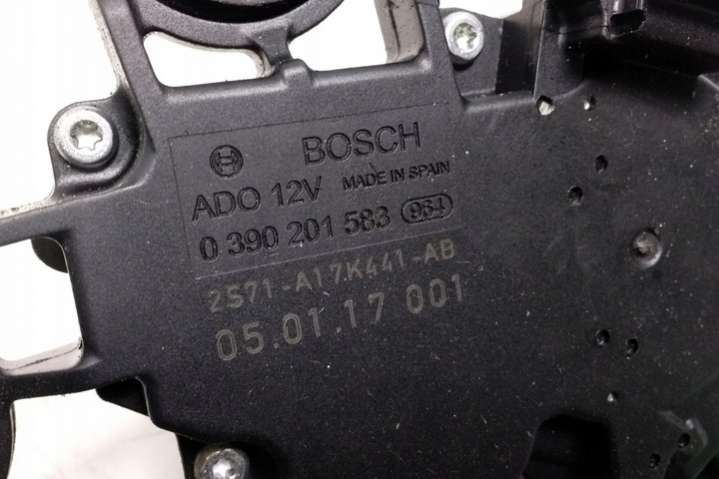 BOSCH
ADO 12V MADE IN SPAIN
0 390 201 583 964
2S71-A17K441-AB
05.01.17 001